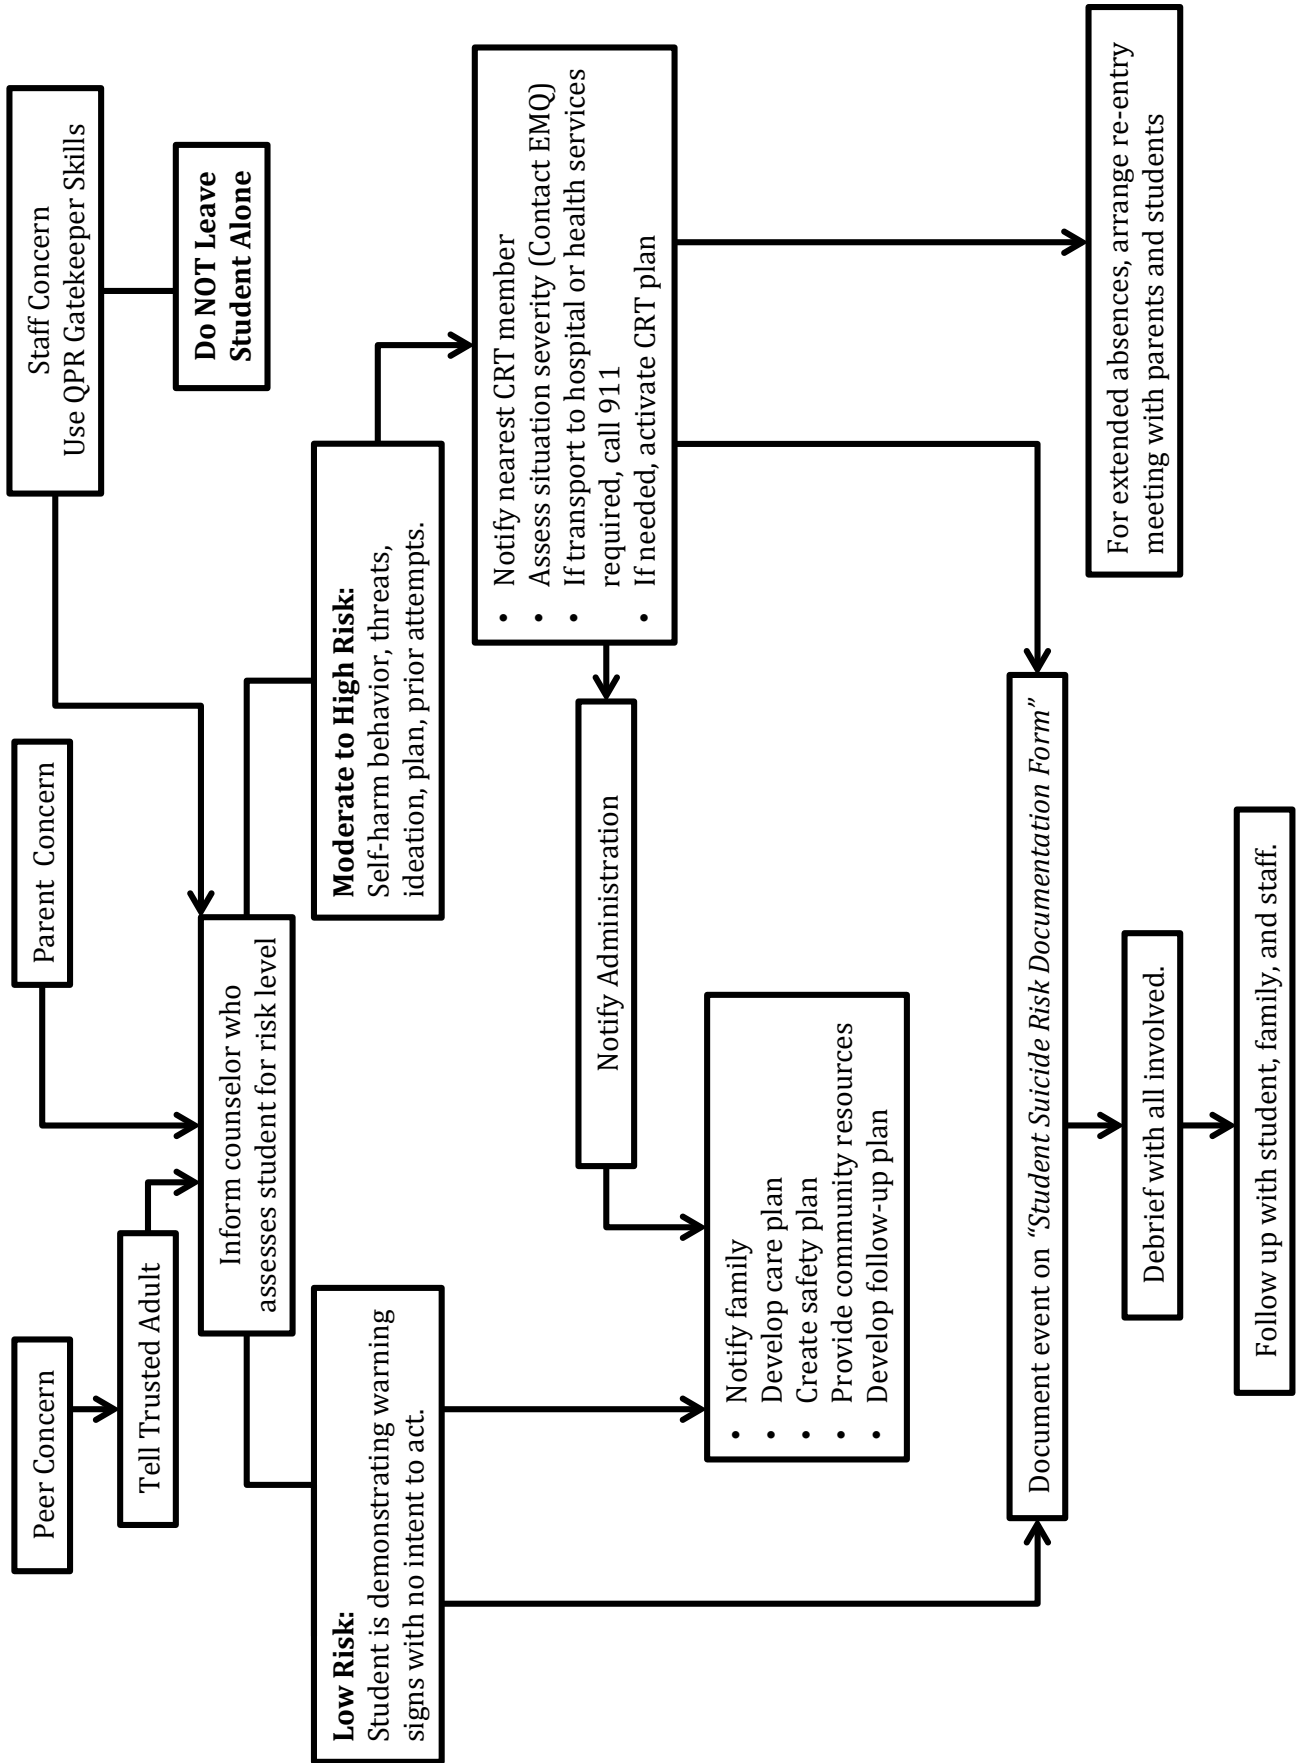 Peer Concern
Parent  Concern
Staff Concern
Use QPR Gatekeeper Skills
Tell Trusted Adult
Do NOT Leave
Student Alone
Inform counselor who
assesses student for risk level
Low Risk:
Student is demonstrating warning
signs with no intent to act.
Moderate to High Risk:
Self-harm behavior, threats,
ideation, plan, prior attempts.
• Notify nearest CRT member
• Assess situation severity (Contact EMQ)
• If transport to hospital or health services
required, call 911
• If needed, activate CRT plan
Notify Administration
• Notify family
• Develop care plan
• Create safety plan
• Provide community resources
• Develop follow-up plan
Document event on “Student Suicide Risk Documentation Form”
For extended absences, arrange re-entry
meeting with parents and students
Debrief with all involved.
Follow up with student, family, and staff.